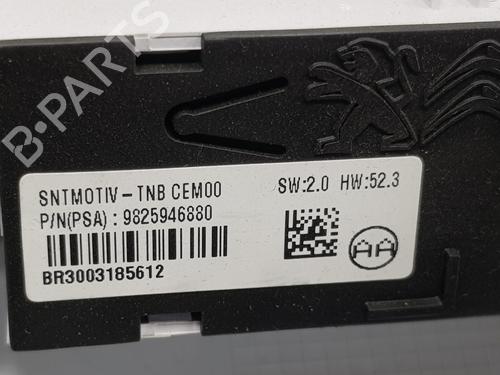 B-PARTS
SNTMOTIV-TNB CEM00 SW:2.0 HW:52.3
P/N(PSA) : 9825946880
AA
BR3003185612